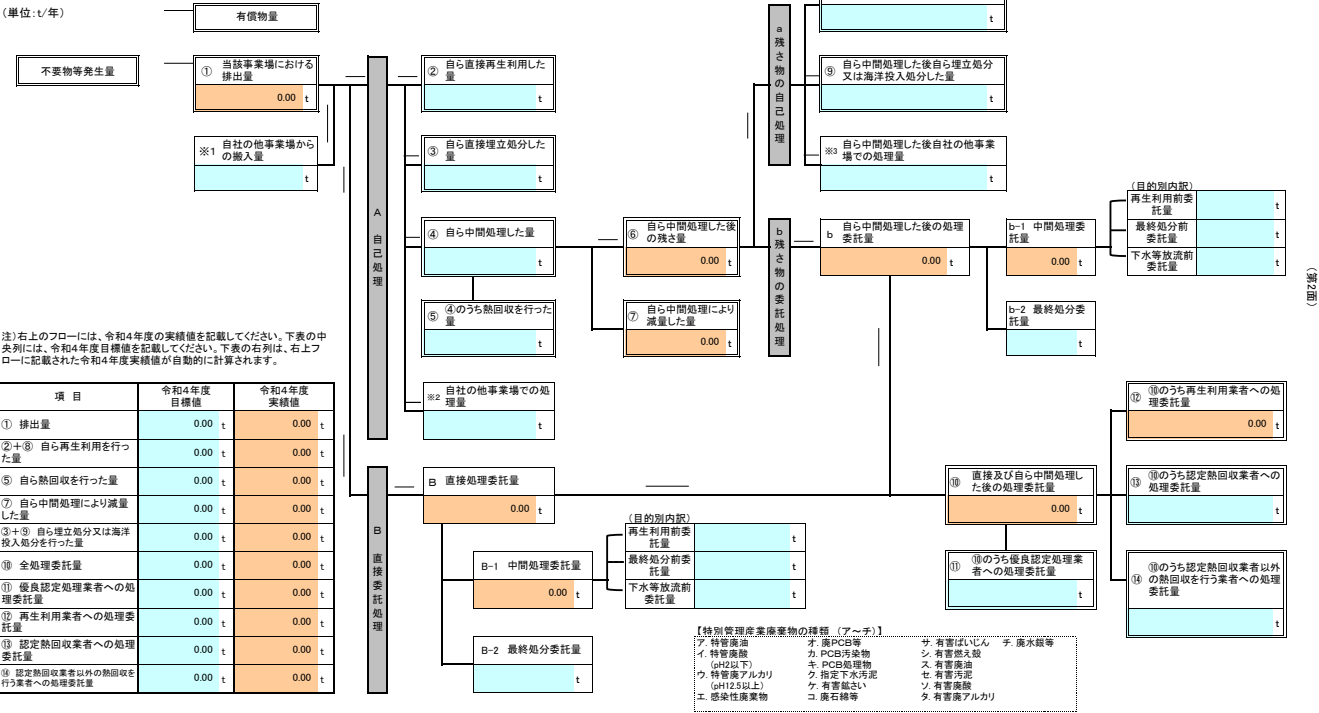 (単位:t/年)
有償物量
t
不要物等発生量
① 当該事業場における
排出量
0.00 t
※1 自社の他事業場から
の搬入量
t
A 自己処理
② 自ら直接再生利用した
量
t
③ 自ら直接埋立処分した
量
t
④ 自ら中間処理した量
t
⑤ ④のうち熱回収を行った
量
t
※2 自社の他事業場での処
理量
t
⑥ 自ら中間処理した後
の残さ量
0.00 t
⑦ 自ら中間処理により
減量した量
0.00 t
a 残さ物の自己処理
⑨ 自ら中間処理した後自ら埋立処分
又は海洋投入処分した量
t
※3 自ら中間処理した後自社の他事業
場での処理量
t
b 残さ物の委託処理
b 自ら中間処理した後の処理
委託量
0.00 t
b-1 中間処理委
託量
0.00 t
b-2 最終処分委
託量
t
(目的別内訳)
再生利用前委
託量
t
最終処分前
委託量
t
下水等放流前
委託量
t
(第2面)
注)右上のフローには、令和4年度の実績値を記載してください。下表の中
央列には、令和4年度目標値を記載してください。下表の右列は、右上フ
ローに記載された令和4年度実績値が自動的に計算されます。
項 目 令和4年度
目標値 令和4年度
実績値
① 排出量 0.00 t 0.00 t
②+⑧ 自ら再生利用を行っ
た量 0.00 t 0.00 t
⑤ 自ら熱回収を行った量 0.00 t 0.00 t
⑦ 自ら中間処理により減量
した量 0.00 t 0.00 t
③+⑨ 自ら埋立処分又は海洋
投入処分を行った量 0.00 t 0.00 t
⑩ 全処理委託量 0.00 t 0.00 t
⑪ 優良認定処理業者への処
理委託量 0.00 t 0.00 t
⑫ 再生利用業者への処理委
託量 0.00 t 0.00 t
⑬ 認定熱回収業者への処理
委託量 0.00 t 0.00 t
⑭ 認定熱回収業者以外の熱回収を
行う業者への処理委託量 0.00 t 0.00 t
B 直接委託処理
B 直接処理委託量
0.00 t
B-1 中間処理委託量
0.00 t
B-2 最終処分委託量
t
(目的別内訳)
再生利用前委
託量
t
最終処分前委
託量
t
下水等放流前
委託量
t
⑩ 直接及び自ら中間処理し
た後の処理委託量
0.00 t
⑪ ⑩のうち優良認定処理業
者への処理委託量
t
⑫ ⑩のうち再生利用業者への処
理委託量
0.00 t
⑬ ⑩のうち認定熱回収業者への
処理委託量
t
⑭ ⑩のうち認定熱回収業者以外
の熱回収を行う業者への処理
委託量
t
【特別管理産業廃棄物の種類 (ア~チ)】
ア. 特管廃油
イ. 特管廃酸
(pH2以下)
ウ. 特管廃アルカリ
(pH12.5以上)
エ. 感染性廃棄物
オ. 廃PCB等
カ. PCB汚染物
キ. PCB処理物
ク. 指定下水汚泥
ケ. 有害鉱さい
コ. 廃石綿等
サ. 有害ばいじん
シ. 有害燃え殻
ス. 有害廃油
セ. 有害汚泥
ソ. 有害廃酸
タ. 有害廃アルカリ
チ. 廃水銀等